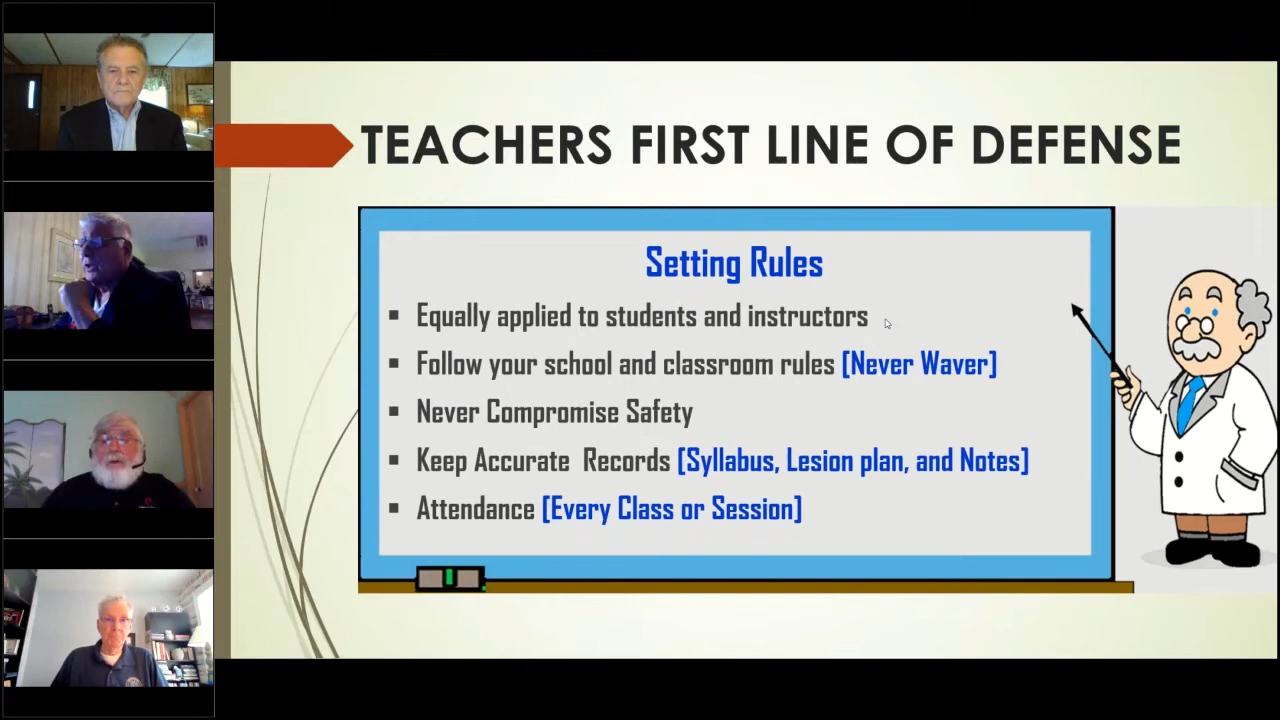 TEACHERS FIRST LINE OF DEFENSE
Setting Rules
▪ Equally applied to students and instructors
▪ Follow your school and classroom rules [Never Waver]
▪ Never Compromise Safety
▪ Keep Accurate Records [Syllabus, Lesion plan, and Notes]
▪ Attendance [Every Class or Session]